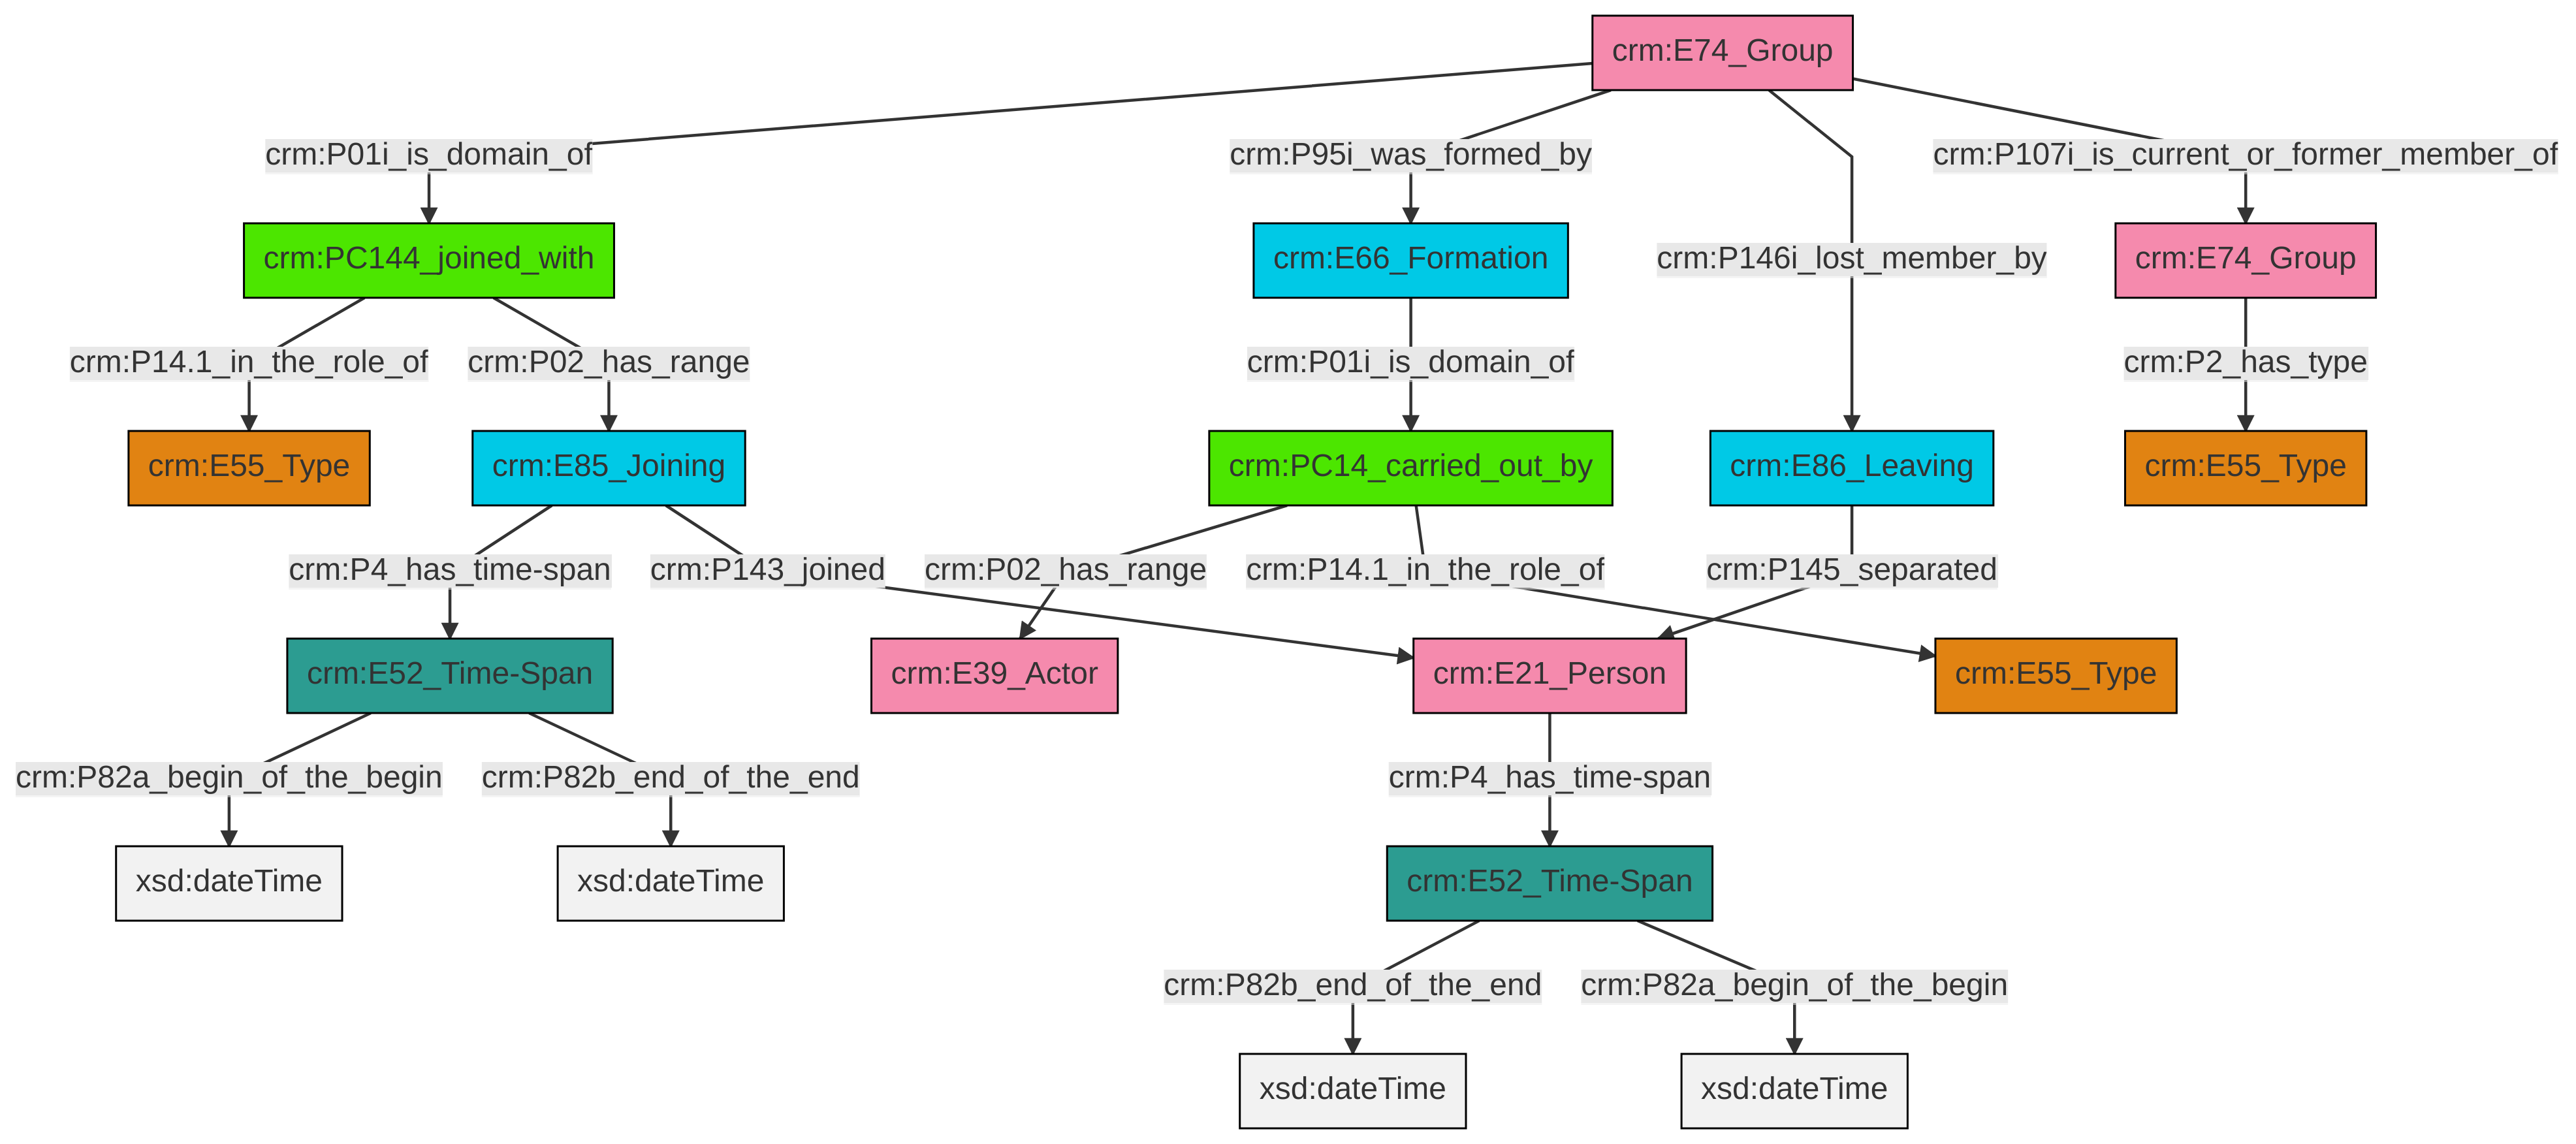 crm:E74_Group
crm:P01i_is_domain_of
crm:P95i_was_formed_by
crm:P107i_is_current_or_former_member_of
crm:PC144_joined_with
crm:E66_Formation
crm:P146i_lost_member_by
crm:E74_Group
crm:P14.1_in_the_role_of
crm:P02_has_range
crm:P01i_is_domain_of
crm:P2_has_type
crm:E55_Type
crm:E85_Joining
crm:PC14_carried_out_by
crm:E86_Leaving
crm:E55_Type
crm:P4_has_time-span
crm:P143_joined
crm:P02_has_range
crm:P14.1_in_the_role_of
crm:P145_separated
crm:E52_Time-Span
crm:E39_Actor
crm:E21_Person
crm:E55_Type
crm:P82a_begin_of_the_begin
crm:P82b_end_of_the_end
crm:P4_has_time-span
xsd:dateTime
xsd:dateTime
crm:E52_Time-Span
crm:P82b_end_of_the_end
crm:P82a_begin_of_the_begin
xsd:dateTime
xsd:dateTime